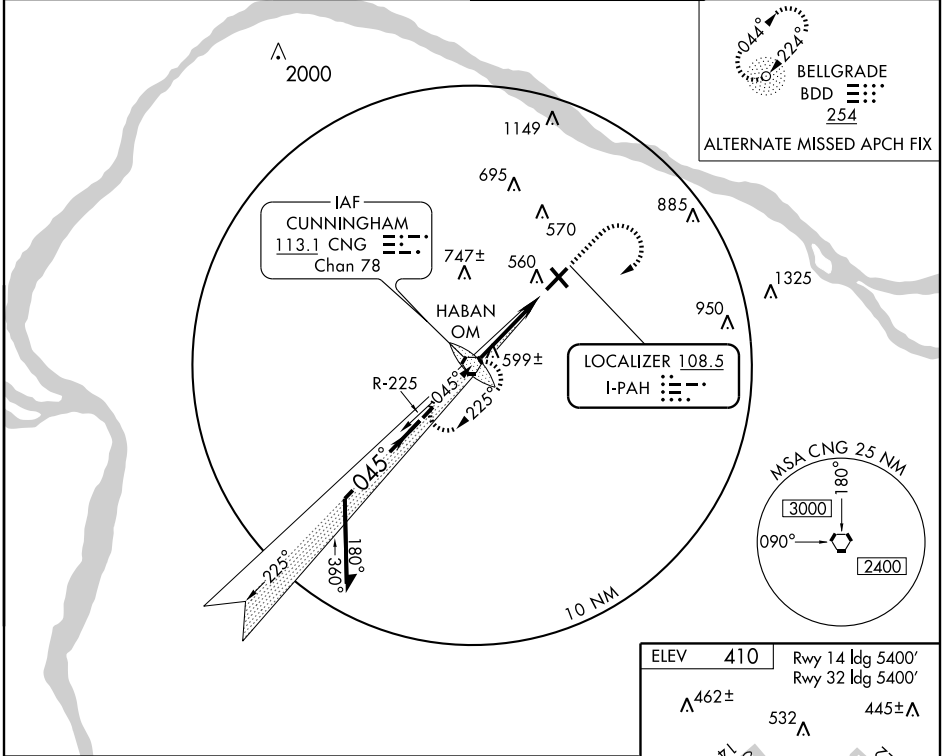 2000
1149
695
570
885
IAF
CUNNINGHAM
113.1 CNG
Chan 78
747±
560
1325
950
HABAN
OM
599±
LOCALIZER 108.5
I-PAH
R-225
045°
225°
045°
225°
360°
180°
10 NM
044°
224°
BELLGRADE
BDD
254
ALTERNATE MISSED APCH FIX
MSA CNG 25 NM
180°
3000
090°
2400
ELEV 410
Rwy 14 ldg 5400'
Rwy 32 ldg 5400'
462±
532
445±
14